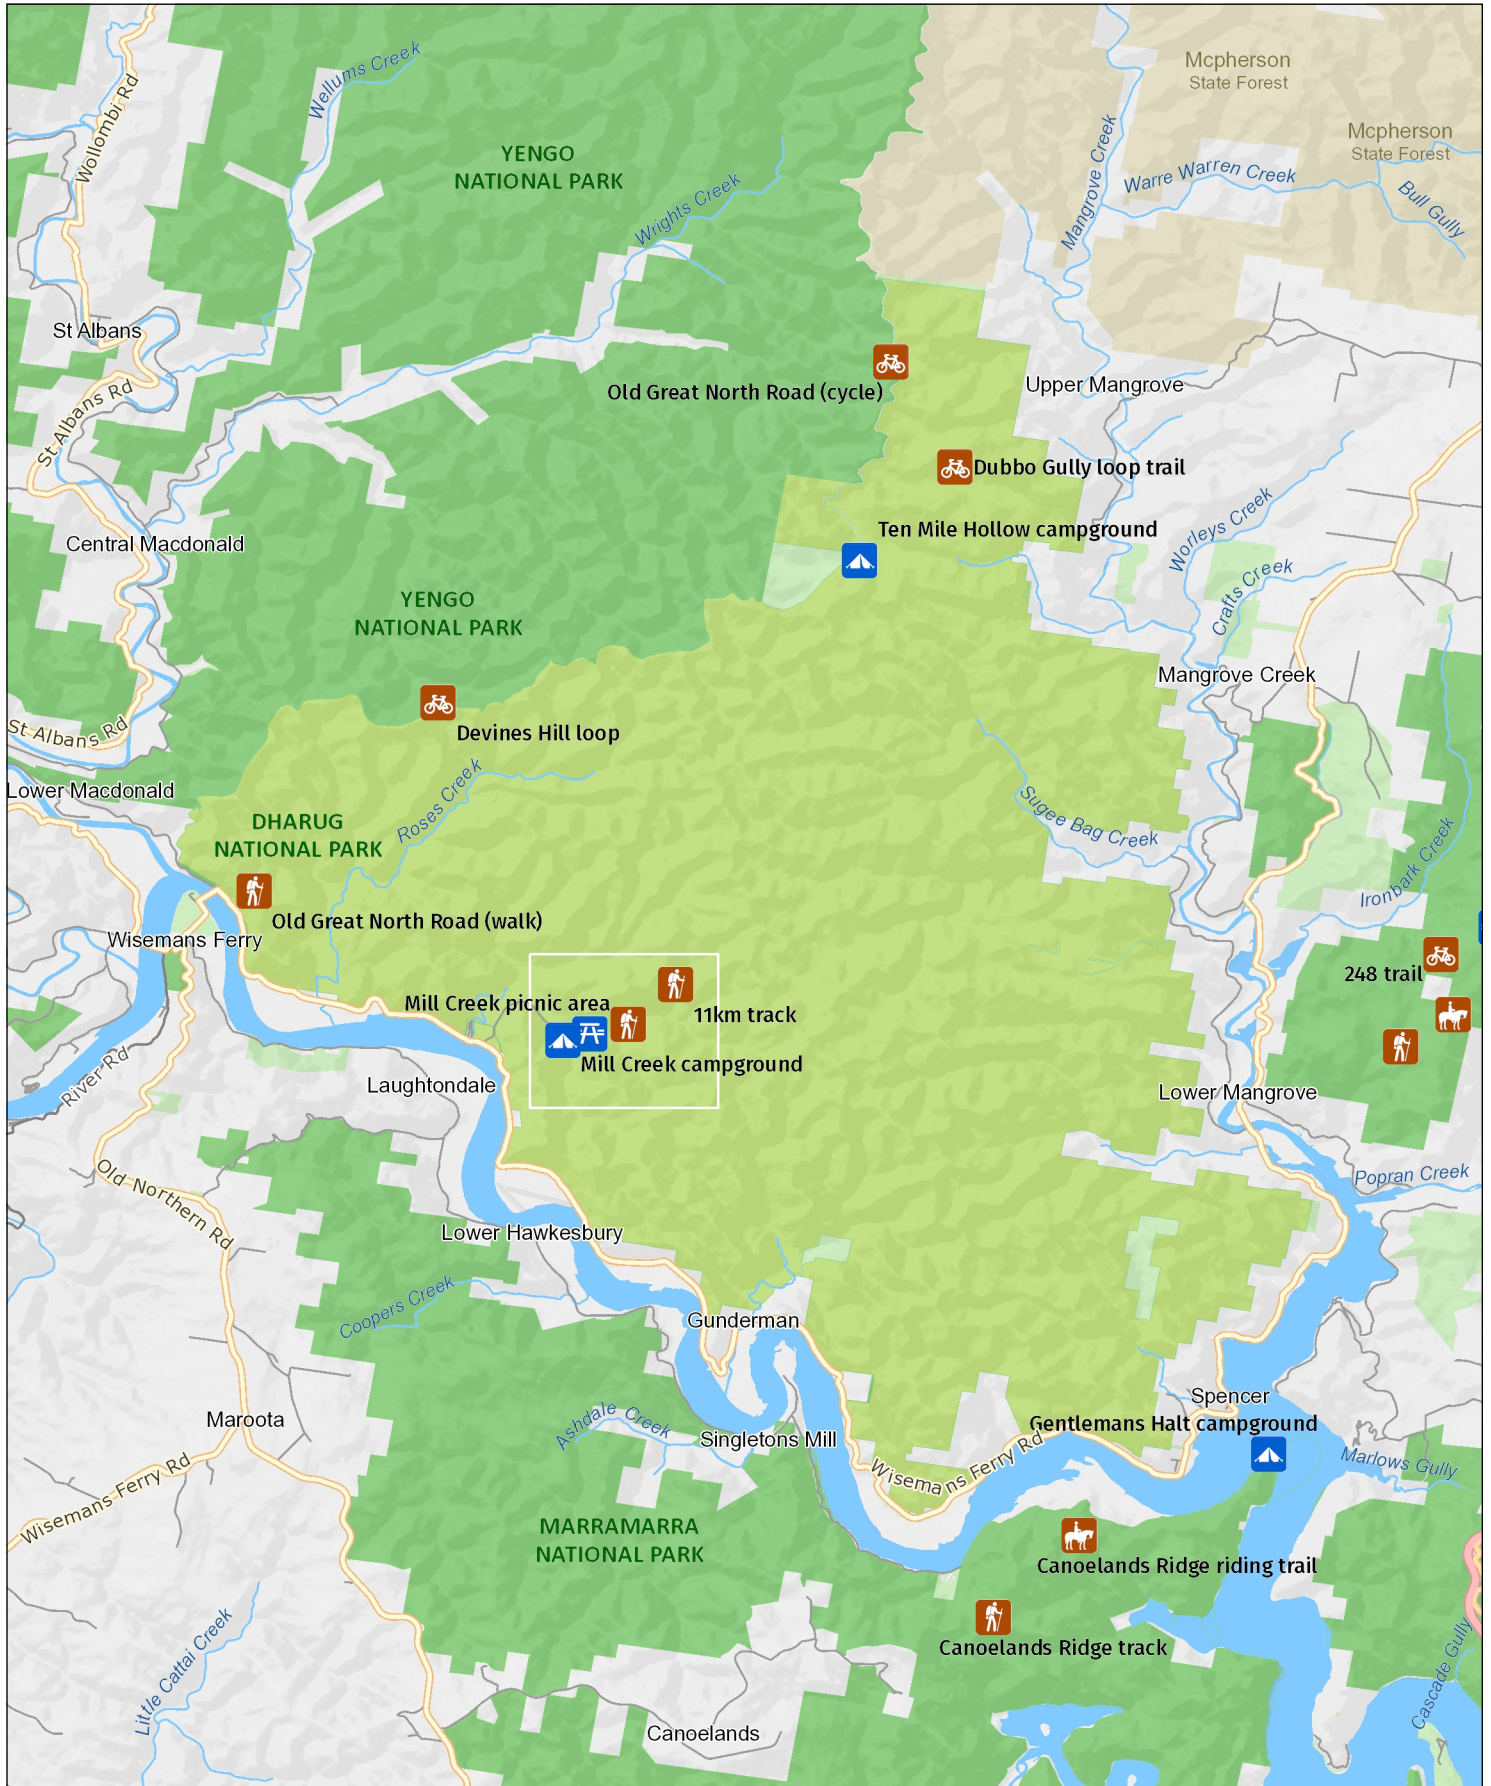 Mcpherson
State Forest
Wellums Creek
Wollombi Rd
Mcpherson
State Forest
YENGO
NATIONAL PARK
Mangrove Creek
Warre Warren Creek
Wrights Creek
Bull Gully
St Albans
Old Great North Road (cycle)
Upper Mangrove
St Albans Rd
Dubbo Gully loop trail
Ten Mile Hollow campground
Worleys Creek
Central Macdonald
Crafts Creek
YENGO
NATIONAL PARK
Mangrove Creek
St Albans Rd
Devines Hill loop
Lower Macdonald
Roses Creek
Sugee Bag Creek
DHARUG
NATIONAL PARK
Ironbark Creek
Old Great North Road (walk)
Wisemans Ferry
248 trail
Mill Creek picnic area
11km track
Mill Creek campground
River Rd
Laughtondale
Lower Mangrove
Old Northern Rd
Popran Creek
Lower Hawkesbury
Coopers Creek
Gunderman
Spencer
Maroota
Ashdale Creek
Gentlemans Halt campground
Singletons Mill
Wisemans Ferry Rd
Marlows Gully
Wisemans Ferry Rd
MARRAMARRA
NATIONAL PARK
Canoelands Ridge riding trail
Canoelands Ridge track
Little Cattai Creek
Cascade Gully
Canoelands